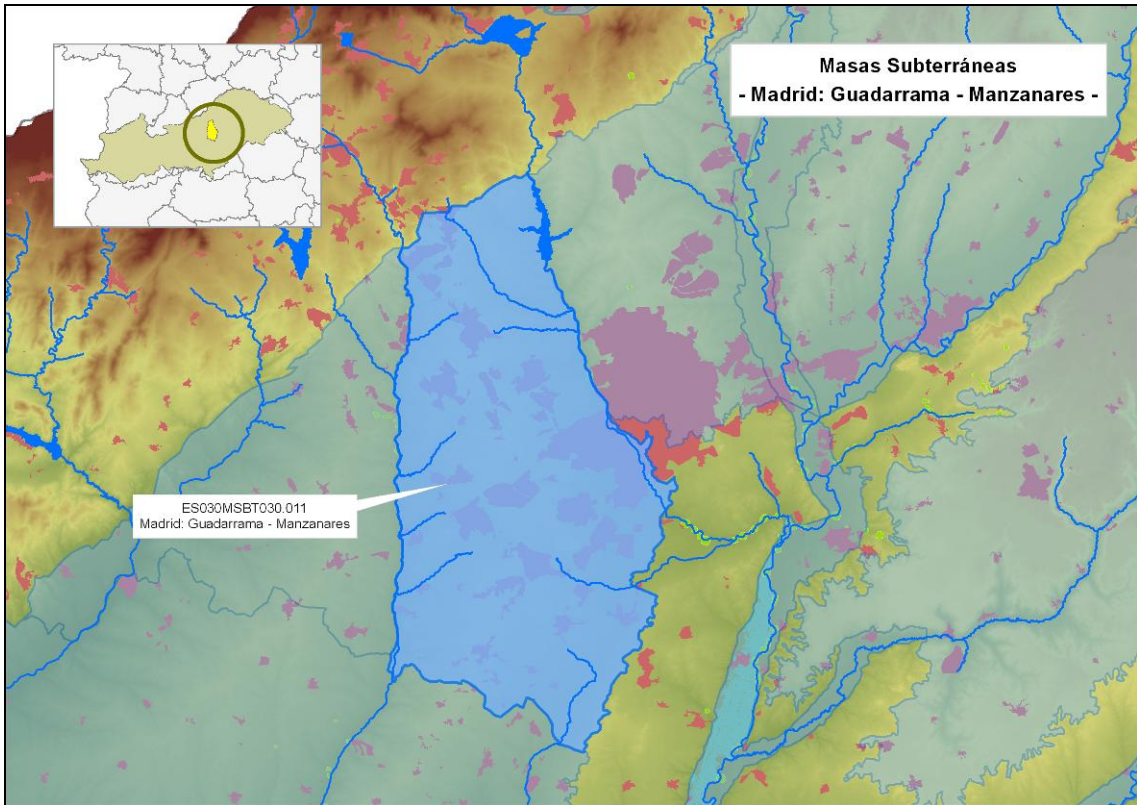 Masas Subterráneas
- Madrid: Guadarrama - Manzanares -
ES030MSBT030.011
Madrid: Guadarrama - Manzanares